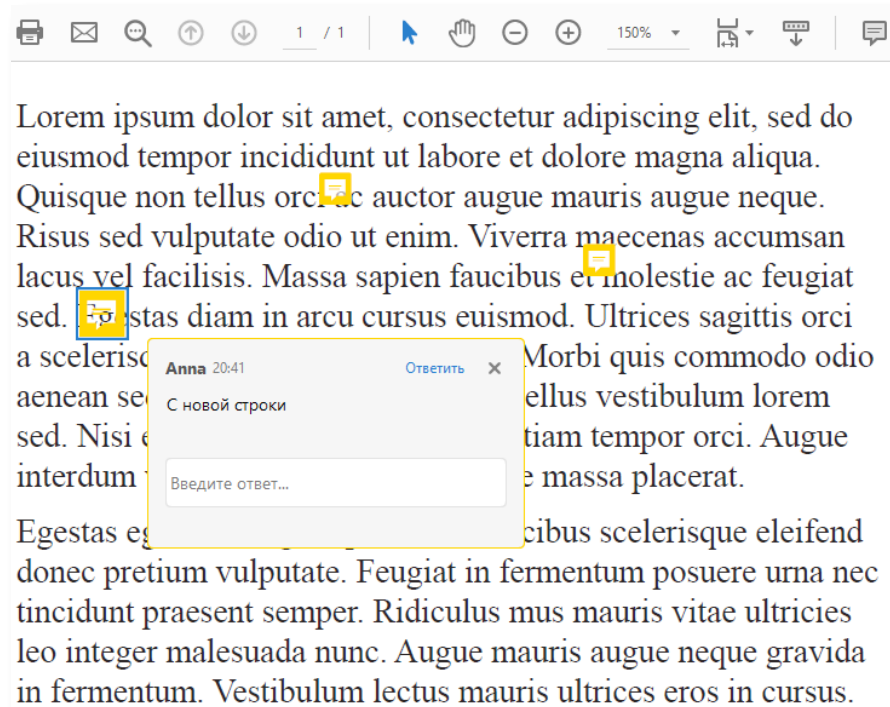 1 / 1
150%
Lorem ipsum dolor sit amet, consectetur adipiscing elit, sed do
eiusmod tempor incididunt ut labore et dolore magna aliqua.
Quisque non tellus orci ac auctor augue mauris augue neque.
Risus sed vulputate odio ut enim. Viverra maecenas accumsan
lacus vel facilisis. Massa sapien faucibus et molestie ac feugiat
sed. Egestas diam in arcu cursus euismod. Ultrices sagittis orci
a Morbi quis commodo odio
aenean vestibulum lorem
sed. Nisi tempor orci. Augue
interdum massa placerat.
Anna 20:41 Ответить
С новой строки
Введите ответ...
Egestas scelerisque eleifend
donec pretium vulputate. Feugiat in fermentum posuere urna nec
tincidunt praesent semper. Ridiculus mus mauris vitae ultricies
leo integer malesuada nunc. Augue mauris augue neque gravida
in fermentum. Vestibulum lectus mauris ultrices eros in cursus.